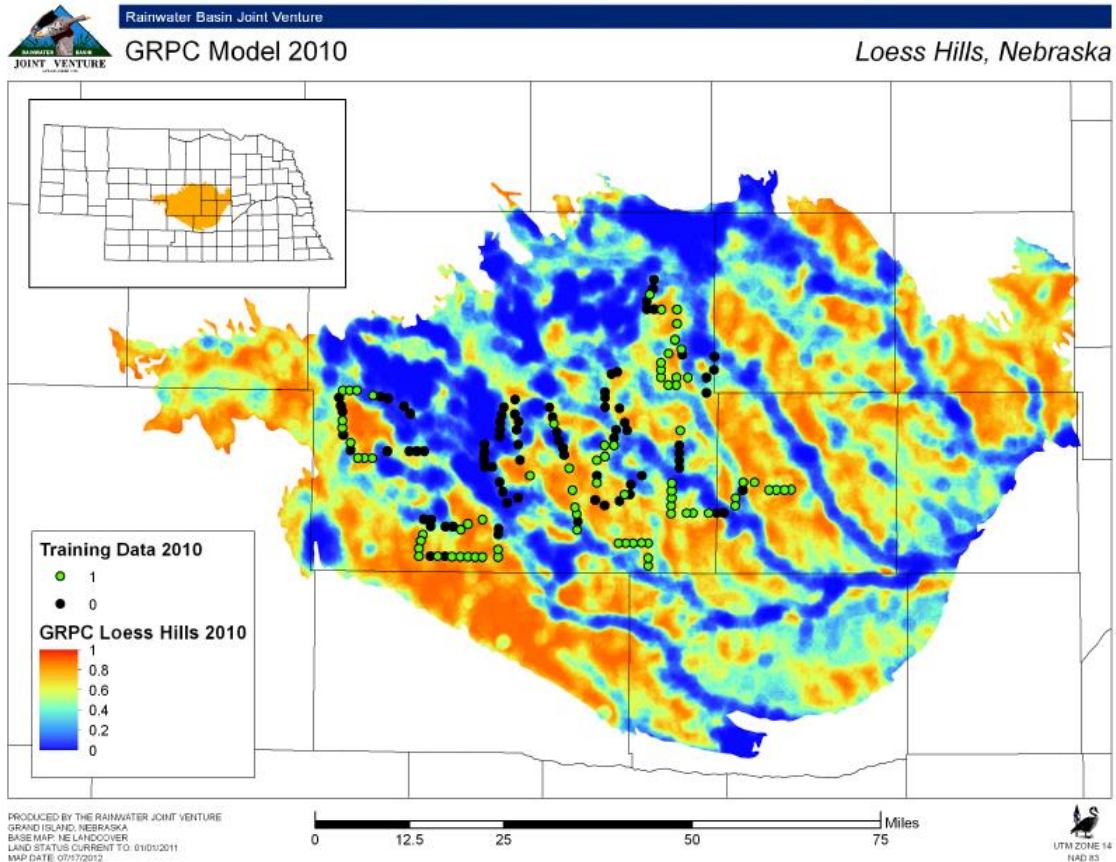 Rainwater Basin Joint Venture
RAINWATER BASIN
JOINT VENTURE
GRPC Model 2010
Loess Hills, Nebraska
Training Data 2010
1
0
GRPC Loess Hills 2010
1
0.8
0.6
0.4
0.2
0
PRODUCED BY THE RAINWATER JOINT VENTURE
GRAND ISLAND, NEBRASKA
BASE MAP: NE LANDCOVER
LAND STATUS CURRENT TO: 01/01/2011
MAP DATE: 07/17/2012
Miles
0 12.5 25 50 75
UTM ZONE 14
NAD 83